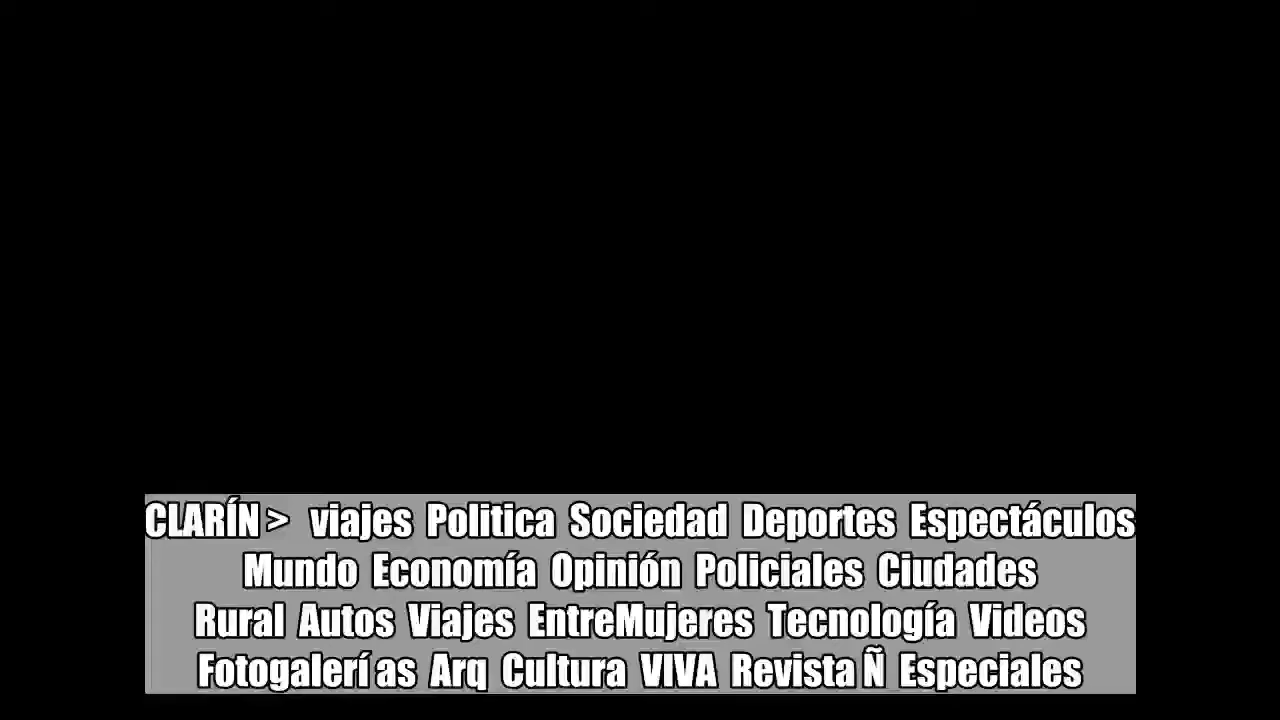 CLARÍN > viajes Politica Sociedad Deportes Espectáculos
Mundo Economía Opinión Policiales Ciudades
Rural Autos Viajes EntreMujeres Tecnología Videos
Fotogalerí as Arq Cultura VIVA Revista Ñ Especiales